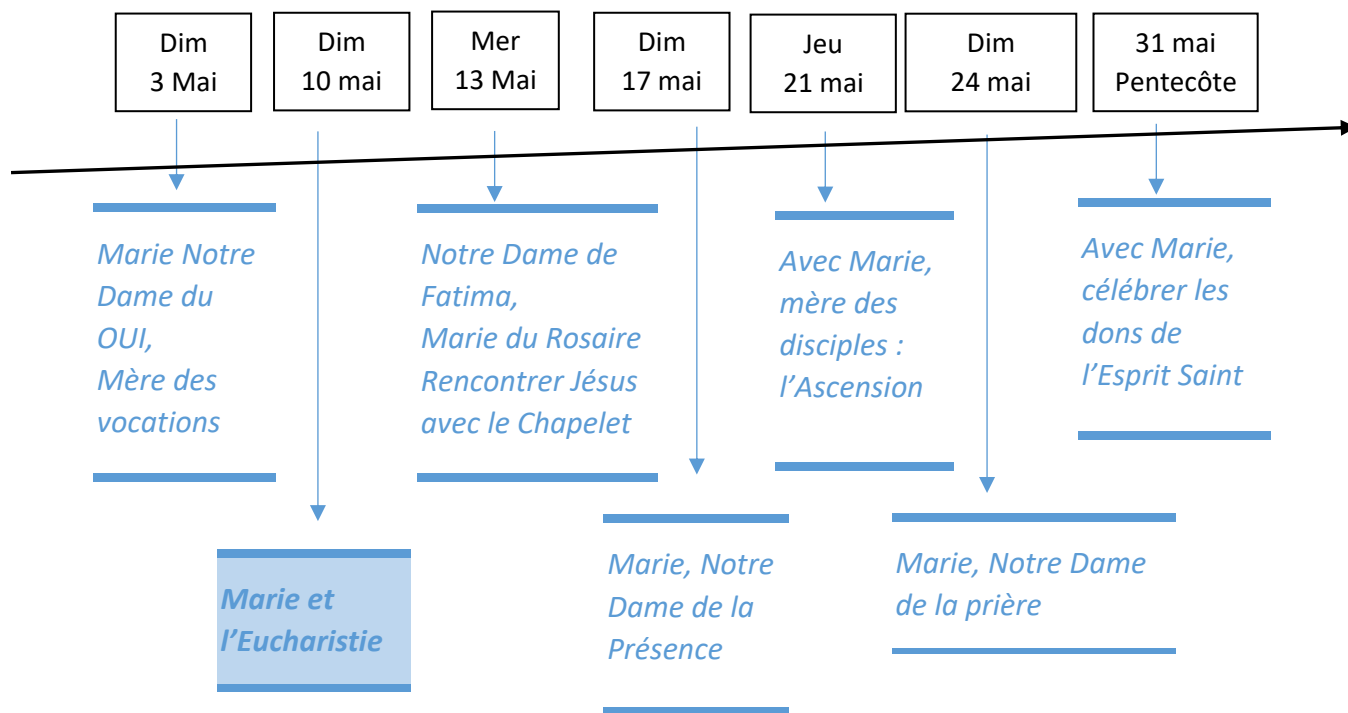 Dim
3 Mai
Dim
10 mai
Mer
13 Mai
Dim
17 mai
Jeu
21 mai
Dim
24 mai
31 mai
Pentecôte
Marie Notre
Dame du
OUI,
Mère des
vocations
Notre Dame de
Fatima,
Marie du Rosaire
Rencontrer Jésus
avec le Chapelet
Avec Marie,
mère des
disciples :
l’Ascension
Avec Marie,
célébrer les
dons de
l’Esprit Saint
Marie et
l’Eucharistie
Marie, Notre
Dame de la
Présence
Marie, Notre Dame
de la prière